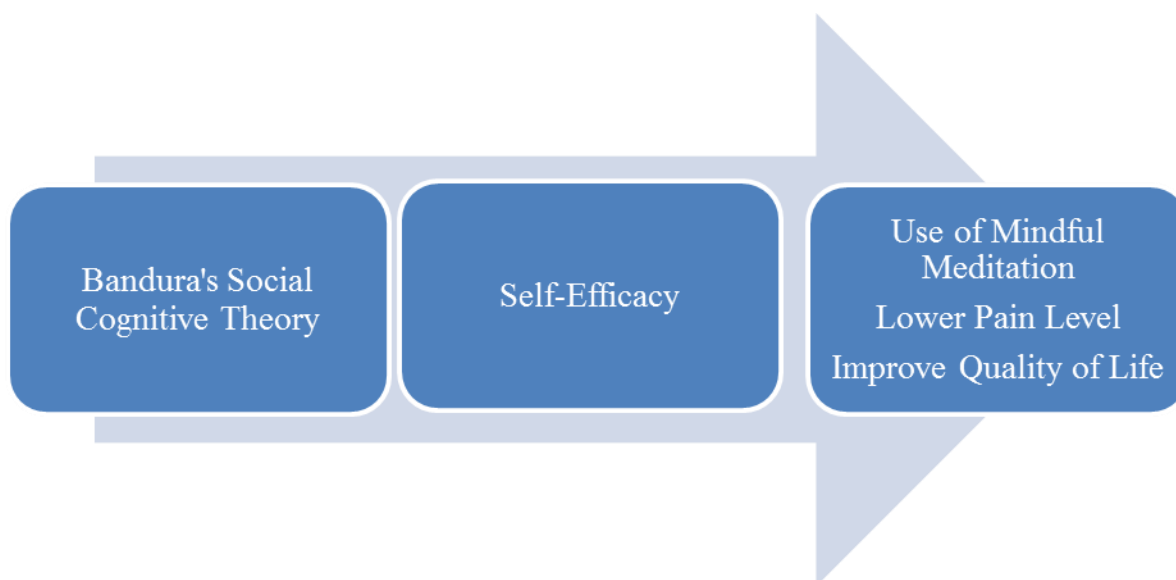 Bandura's Social
Cognitive Theory
Self-Efficacy
Use of Mindful
Meditation
Lower Pain Level
Improve Quality of Life